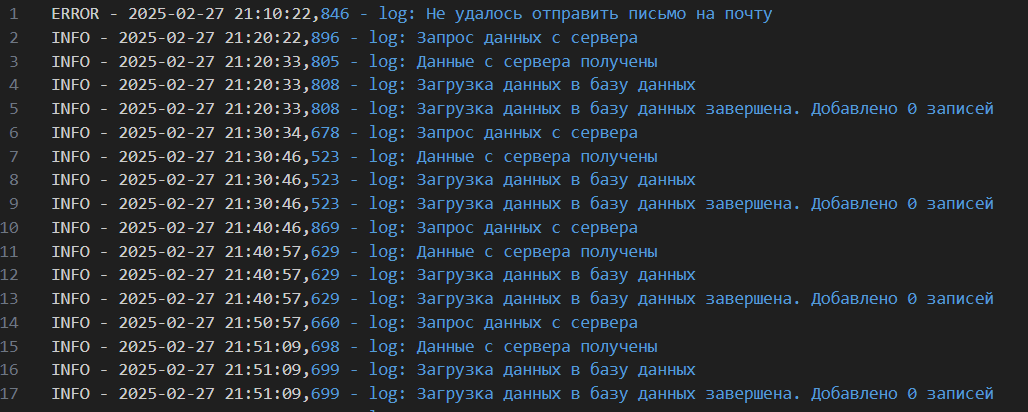 1 ERROR - 2025-02-27 21:10:22,846 - log: Не удалось отправить письмо на почту
2 INFO - 2025-02-27 21:20:22,896 - log: Запрос данных с сервера
3 INFO - 2025-02-27 21:20:33,805 - log: Данные с сервера получены
4 INFO - 2025-02-27 21:20:33,808 - log: Загрузка данных в базу данных
5 INFO - 2025-02-27 21:20:33,808 - log: Загрузка данных в базу данных завершена. Добавлено 0 записей
6 INFO - 2025-02-27 21:30:34,678 - log: Запрос данных с сервера
7 INFO - 2025-02-27 21:30:46,523 - log: Данные с сервера получены
8 INFO - 2025-02-27 21:30:46,523 - log: Загрузка данных в базу данных
9 INFO - 2025-02-27 21:30:46,523 - log: Загрузка данных в базу данных завершена. Добавлено 0 записей
10 INFO - 2025-02-27 21:40:46,869 - log: Запрос данных с сервера
11 INFO - 2025-02-27 21:40:57,629 - log: Данные с сервера получены
12 INFO - 2025-02-27 21:40:57,629 - log: Загрузка данных в базу данных
13 INFO - 2025-02-27 21:40:57,629 - log: Загрузка данных в базу данных завершена. Добавлено 0 записей
14 INFO - 2025-02-27 21:50:57,660 - log: Запрос данных с сервера
15 INFO - 2025-02-27 21:51:09,698 - log: Данные с сервера получены
16 INFO - 2025-02-27 21:51:09,699 - log: Загрузка данных в базу данных
17 INFO - 2025-02-27 21:51:09,699 - log: Загрузка данных в базу данных завершена. Добавлено 0 записей